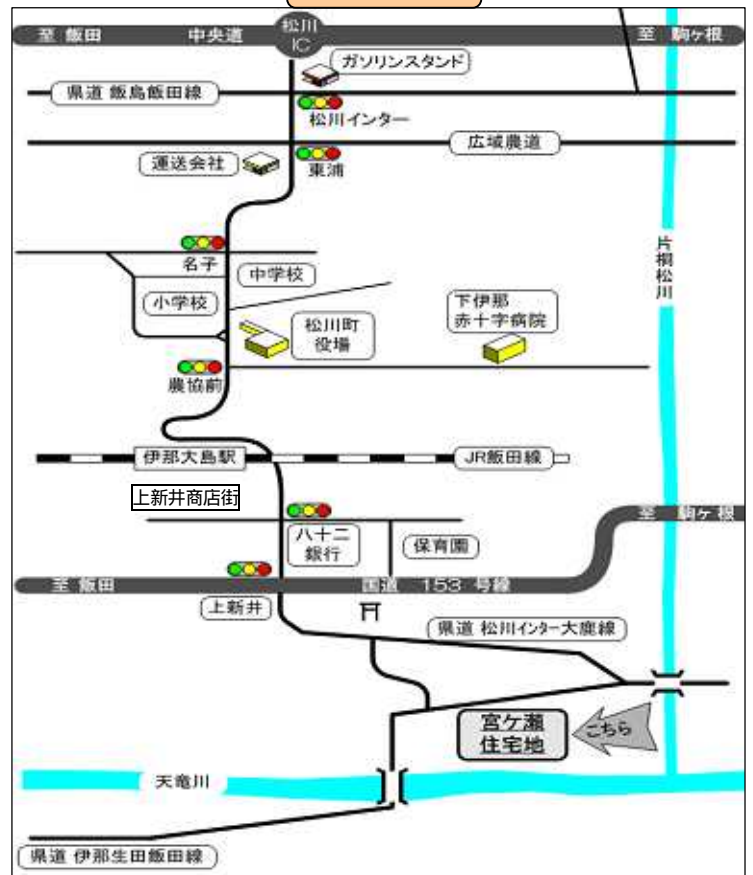 至 飯田
中央道
松川
IC
至 駒ヶ根
ガソリンスタンド
県道 飯島飯田線
松川インター
広域農道
運送会社
東浦
片桐松川
名子
中学校
小学校
下伊那
赤十字病院
松川町
役場
農協前
伊那大島駅
JR飯田線
上新井商店街
至 駒ヶ根
八十二
銀行
保育園
至 飯田
国道 153 号線
上新井
県道 松川インター大鹿線
宮ケ瀬
住宅地
こちら
天竜川
県道 伊那生田飯田線